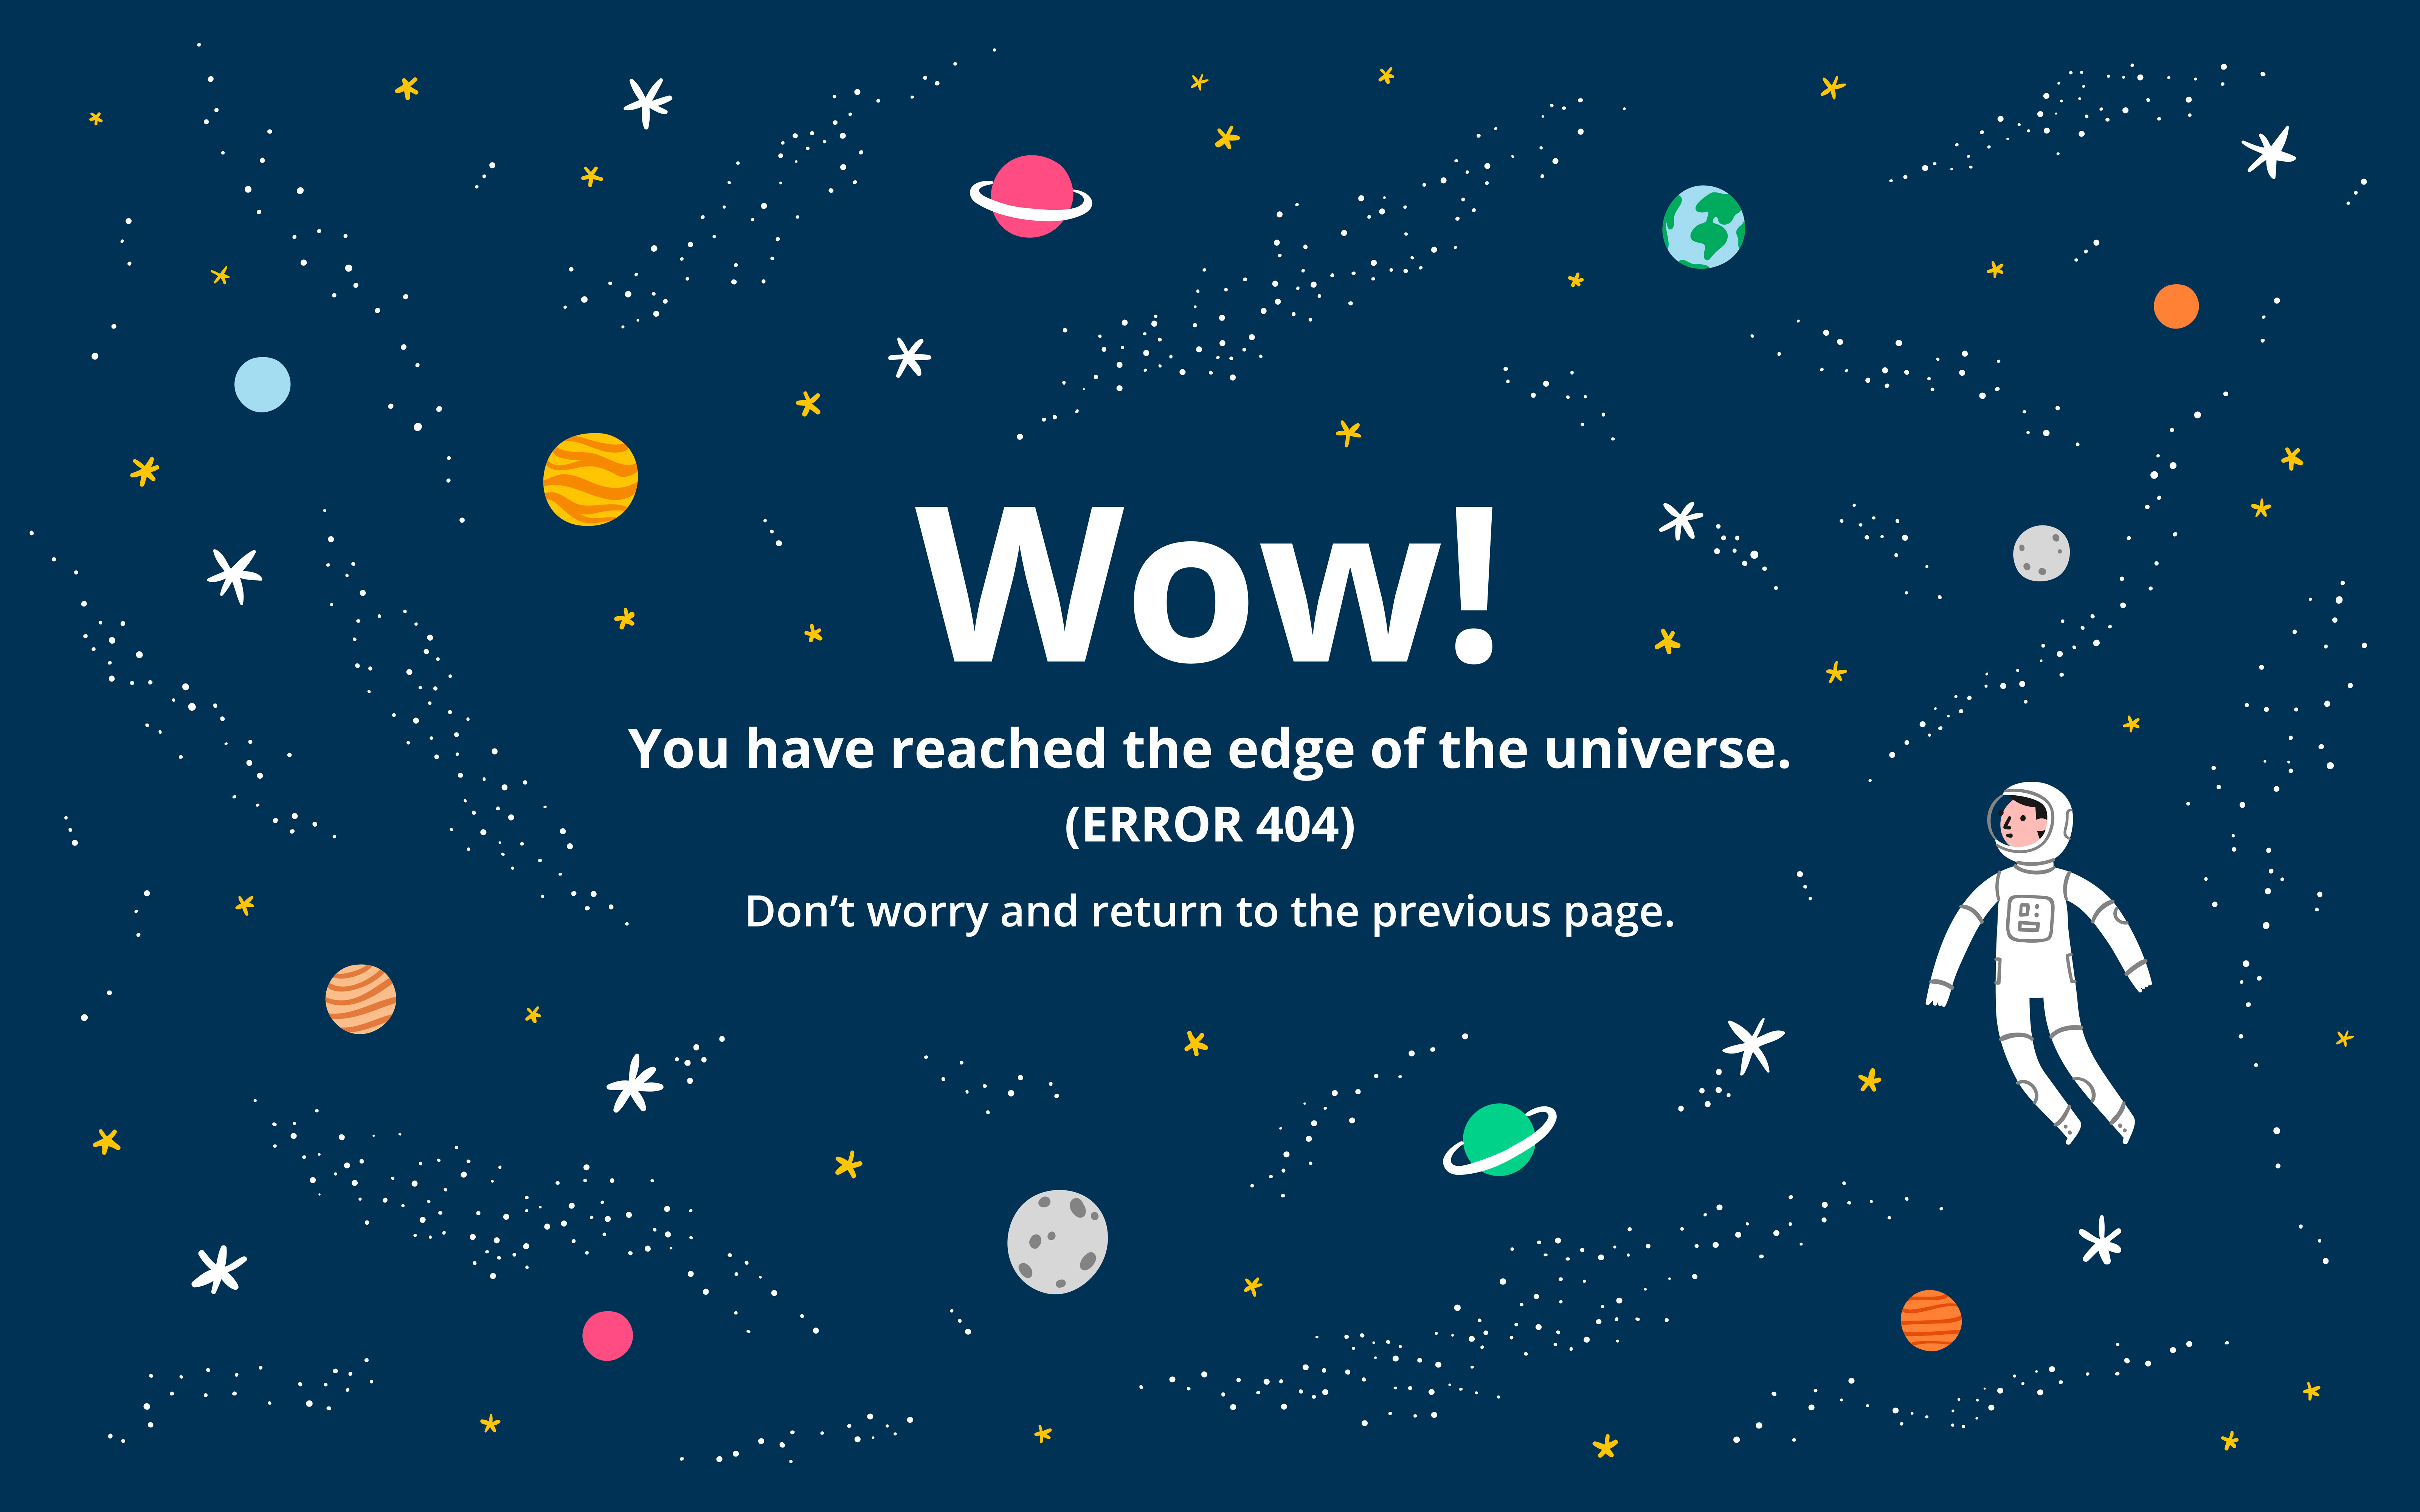 Wow!
You have reached the edge of the universe.
(ERROR 404)
Don’t worry and return to the previous page.